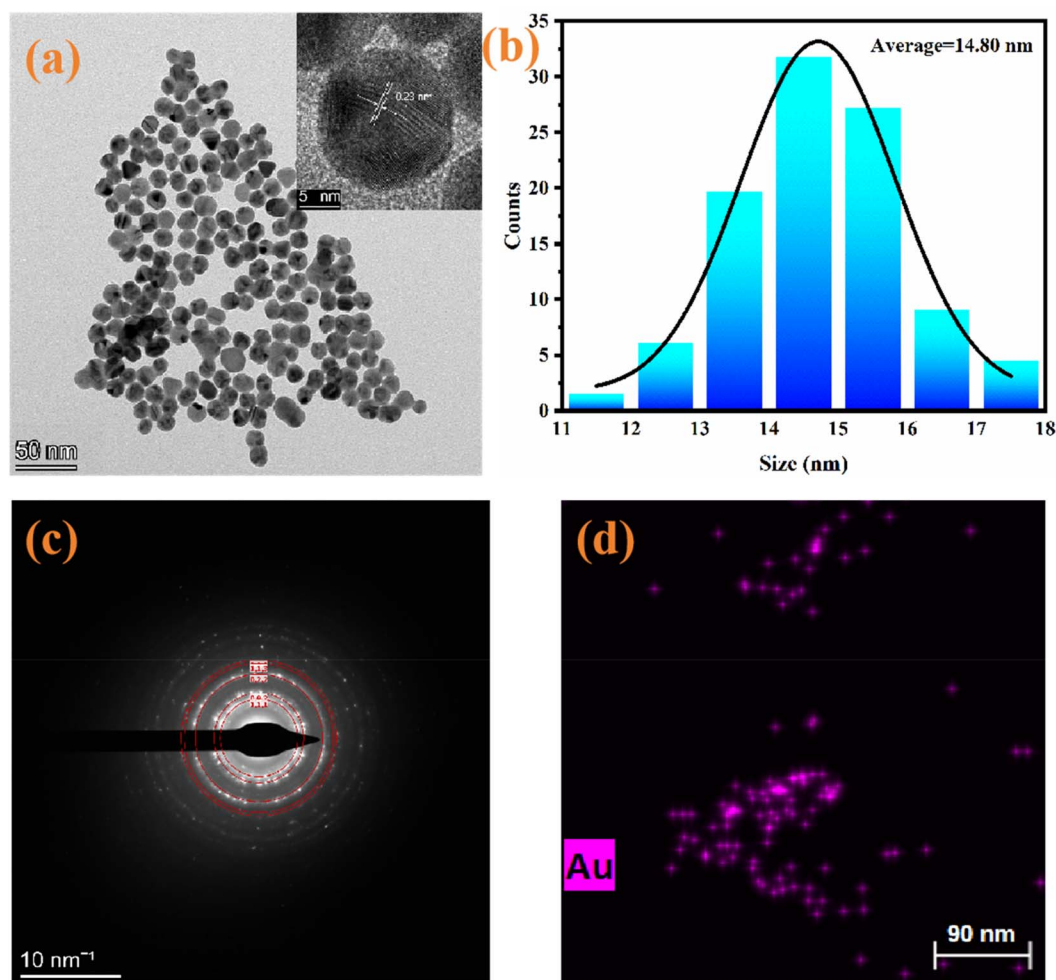 (a)
0.23 nm
5 nm
50 nm
(b)
Average=14.80 nm
Counts
35
30
25
20
15
10
5
0
11 12 13 14 15 16 17 18
Size (nm)
(c)
10 nm⁻¹
(d)
Au
90 nm